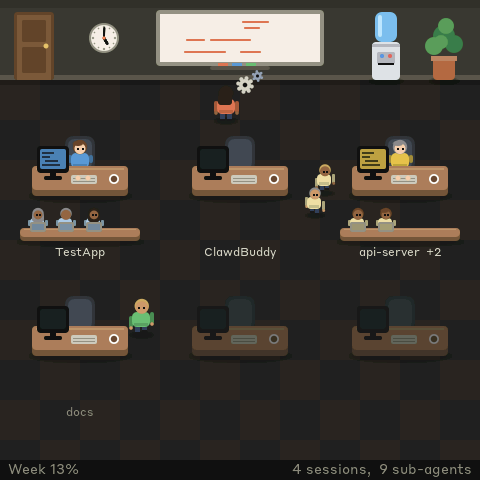 TestApp
ClawdBuddy
api-server +2
docs
Week 13%
4 sessions, 9 sub-agents